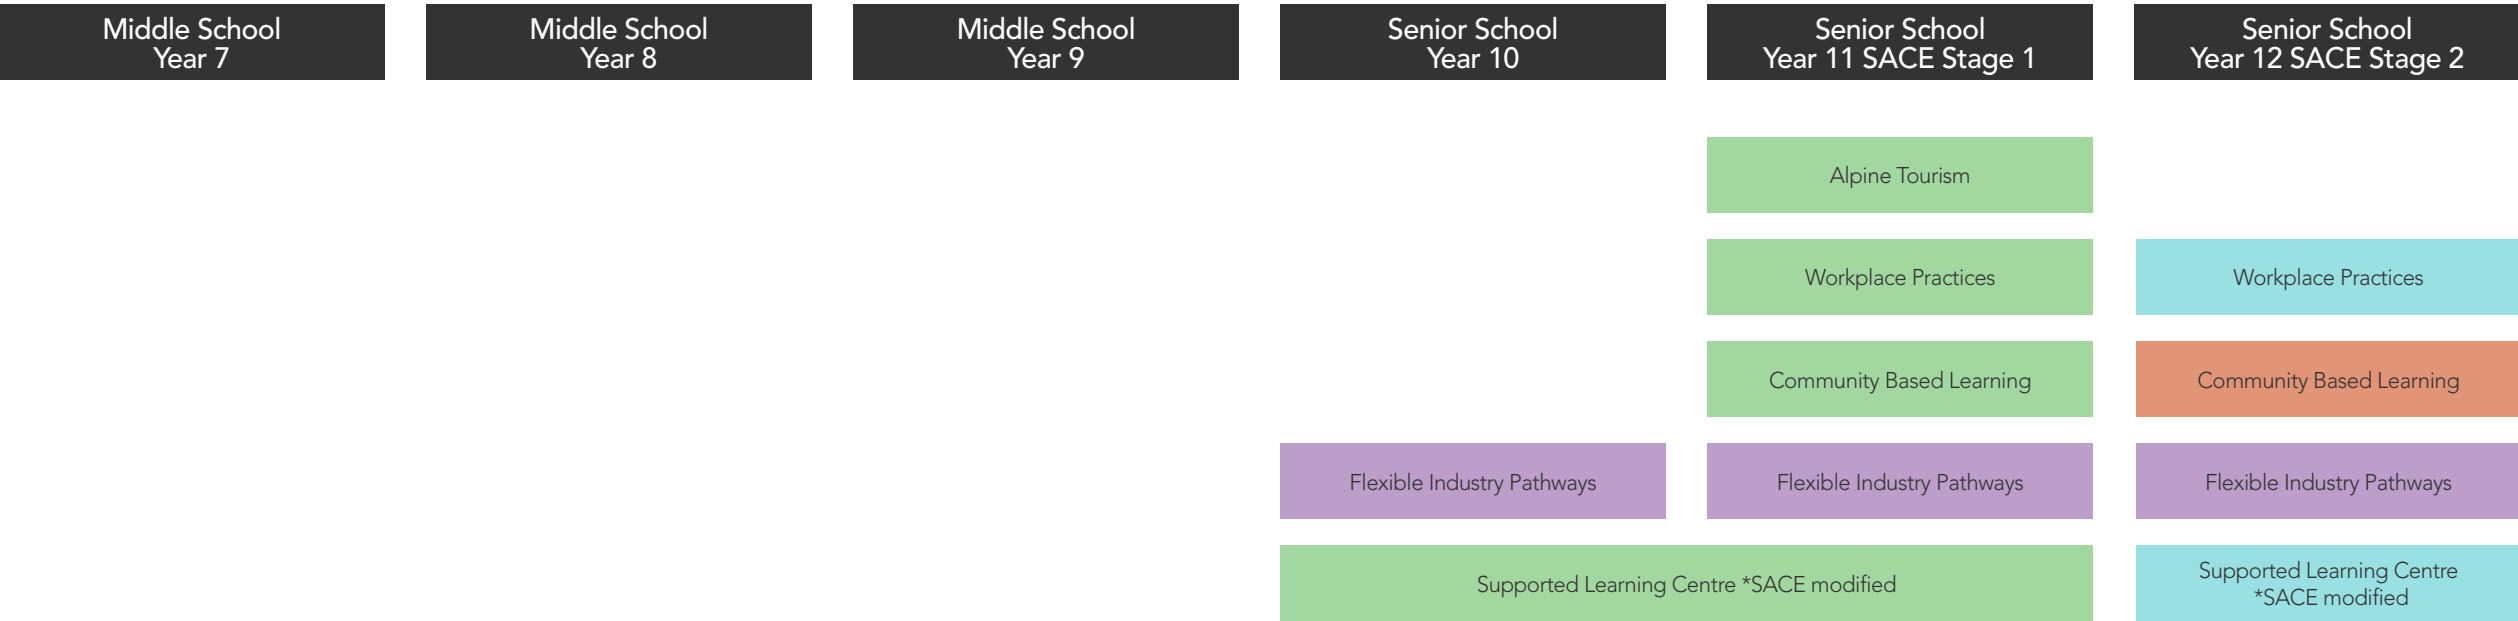 Middle School
Year 7
Middle School
Year 8
Middle School
Year 9
Senior School
Year 10
Senior School
Year 11 SACE Stage 1
Senior School
Year 12 SACE Stage 2
Alpine Tourism
Workplace Practices
Workplace Practices
Community Based Learning
Community Based Learning
Flexible Industry Pathways
Flexible Industry Pathways
Flexible Industry Pathways
Supported Learning Centre *SACE modified
Supported Learning Centre
*SACE modified